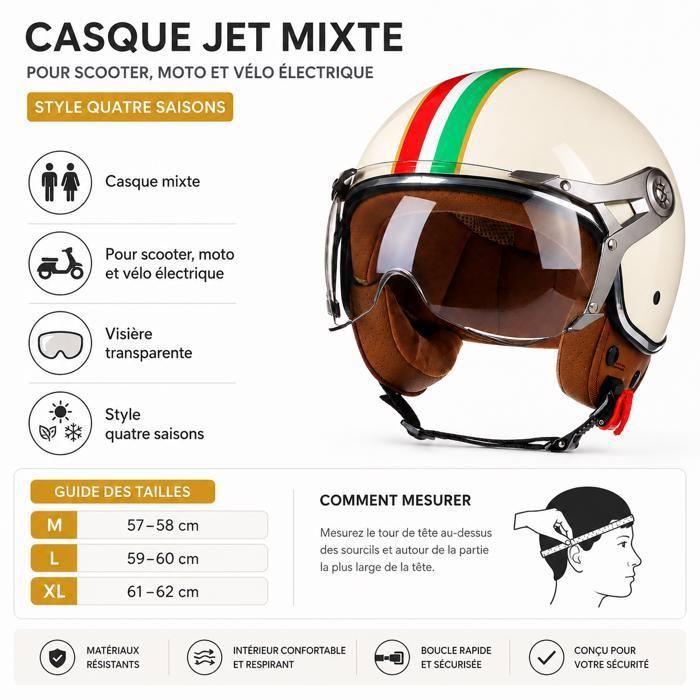 CASQUE JET MIXTE
POUR SCOOTER, MOTO ET VÉLO ÉLECTRIQUE
STYLE QUATRE SAISONS
Casque mixte
Pour scooter, moto
et vélo électrique
Visière
transparente
Style
quatre saisons
GUIDE DES TAILLES
M 57–58 cm
L 59–60 cm
XL 61–62 cm
COMMENT MESURER
Mesurez le tour de tête au-dessus
des sourcils et autour de la partie
la plus large de la tête.
MATÉRIAUX
RÉSISTANTS
INTÉRIEUR CONFORTABLE
ET RESPIRANT
BOUCLE RAPIDE
ET SÉCURISÉE
CONÇU POUR
VOTRE SÉCURITÉ